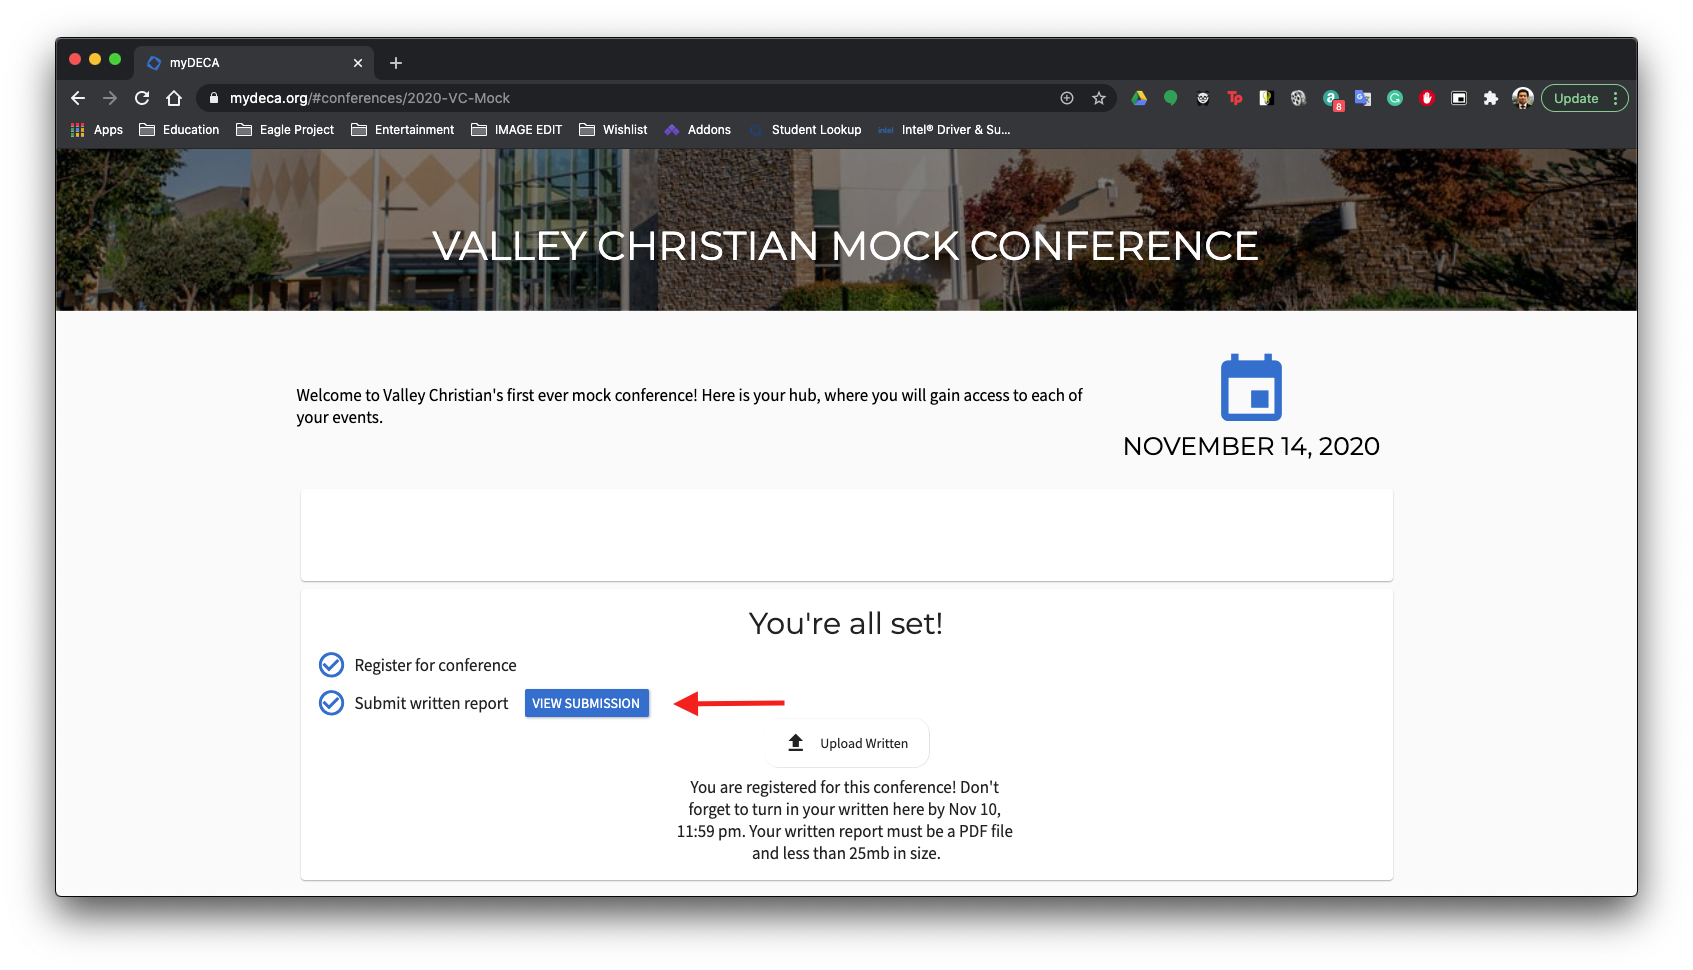 myDECA
mydeca.org/#conferences/2020-VC-Mock
Tp
a
8
G
Update
Apps
Education
Eagle Project
Entertainment
IMAGE EDIT
Wishlist
Addons
Student Lookup
intel
Intel® Driver & Su...
VALLEY CHRISTIAN MOCK CONFERENCE
Welcome to Valley Christian's first ever mock conference! Here is your hub, where you will gain access to each of
your events.
NOVEMBER 14, 2020
You're all set!
Register for conference
Submit written report
VIEW SUBMISSION
Upload Written
You are registered for this conference! Don't
forget to turn in your written here by Nov 10,
11:59 pm. Your written report must be a PDF file
and less than 25mb in size.